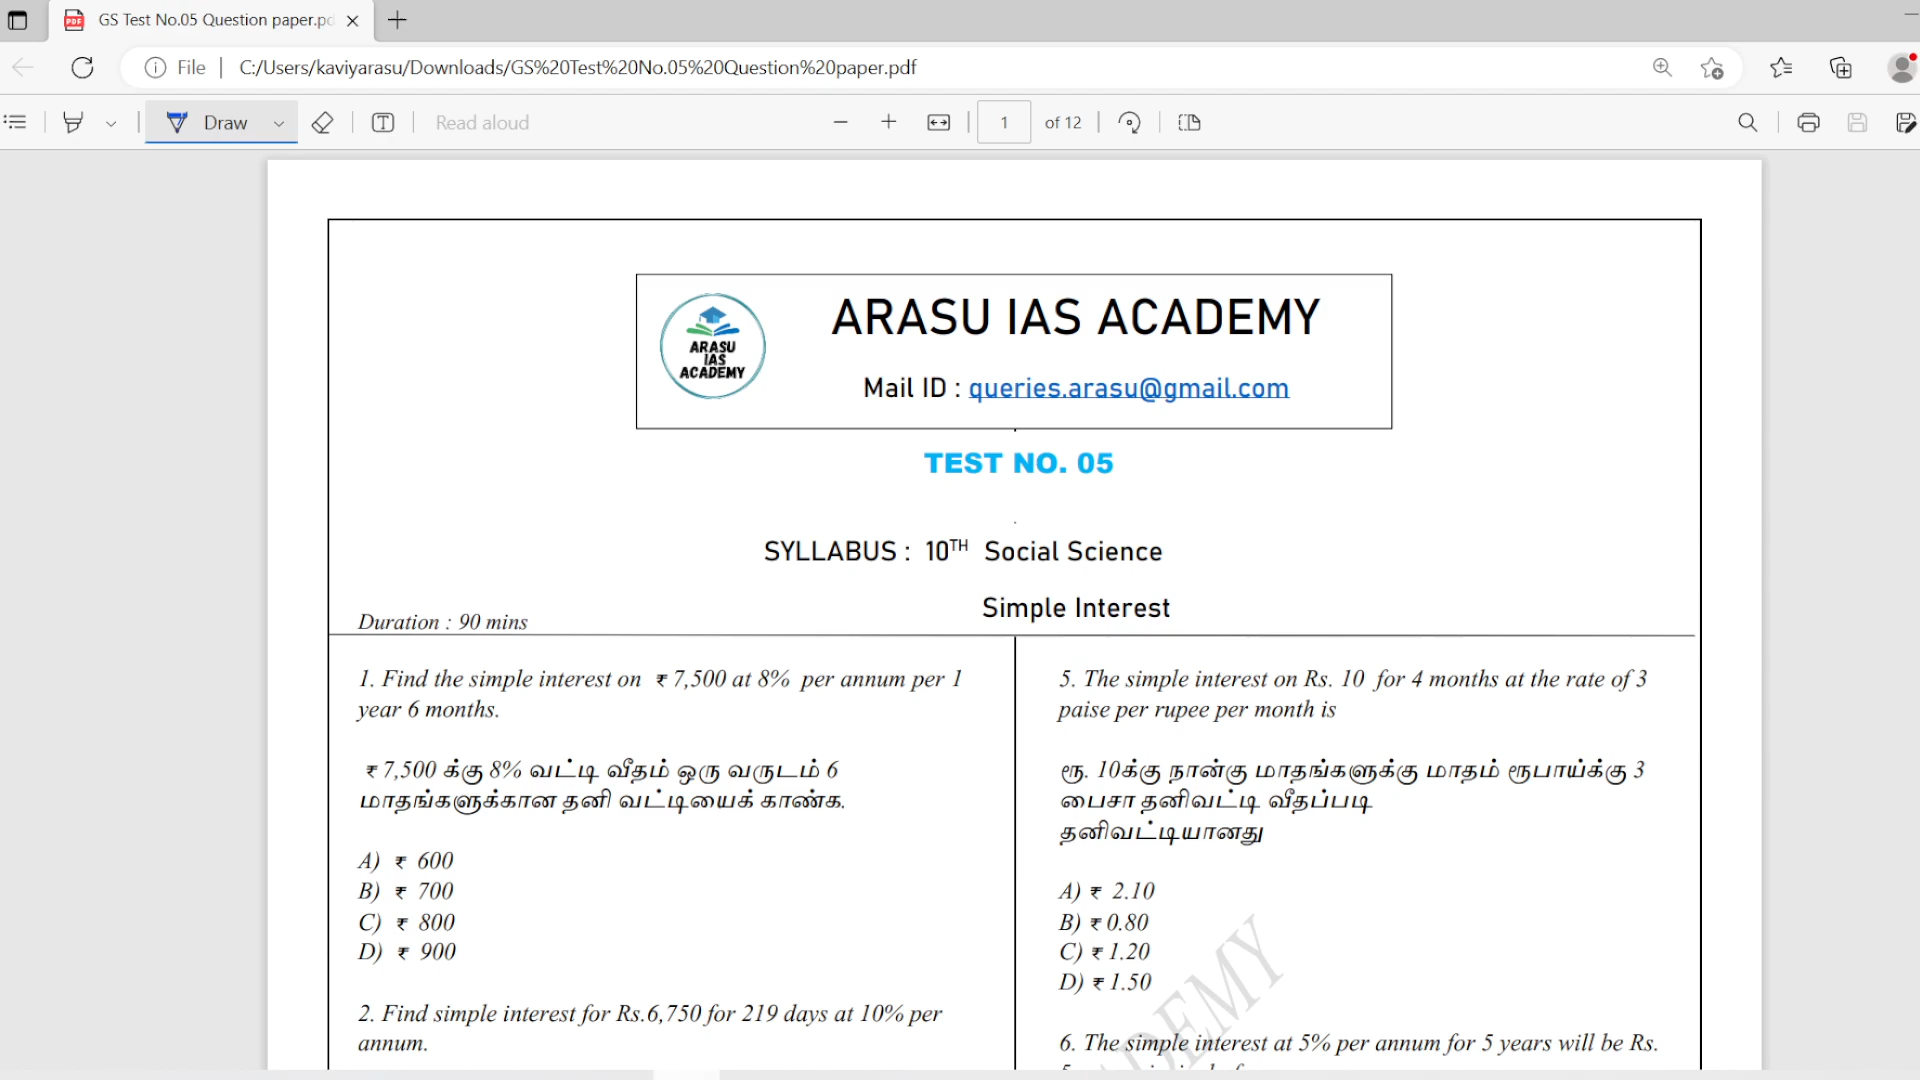 GS Test No.05 Question paper.pd
File
C:/Users/kaviyarasu/Downloads/GS%20Test%20No.05%20Question%20paper.pdf
Draw
T
Read aloud
1 of 12
ARASU IAS ACADEMY
ARASU
IAS
ACADEMY
Mail ID : queries.arasu@gmail.com
TEST NO. 05
SYLLABUS : 10TH Social Science
Simple Interest
Duration : 90 mins
1. Find the simple interest on ₹ 7,500 at 8% per annum per 1
year 6 months.
₹ 7,500 க்கு 8% வட்டி வீதம் ஒரு வருடம் 6
மாதங்களுக்கான தனி வட்டியைக் காண்க.
A) ₹ 600
B) ₹ 700
C) ₹ 800
D) ₹ 900
2. Find simple interest for Rs.6,750 for 219 days at 10% per
annum.
5. The simple interest on Rs. 10 for 4 months at the rate of 3
paise per rupee per month is
ரூ. 10க்கு நான்கு மாதங்களுக்கு மாதம் ரூபாய்க்கு 3
பைசா தனிவட்டி வீதப்படி
தனிவட்டியானது
A) ₹ 2.10
B) ₹ 0.80
C) ₹ 1.20
D) ₹ 1.50
6. The simple interest at 5% per annum for 5 years will be Rs.
ADEMY